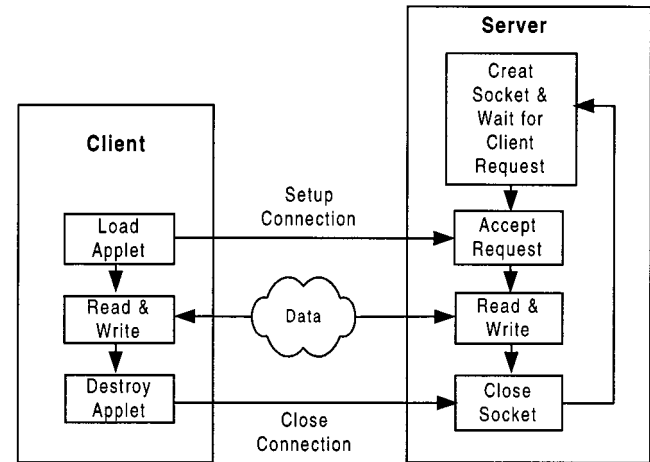 Server
Creat
Socket &
Wait for
Client
Request
Client
Setup
Connection
Load
Applet
Accept
Request
Read &
Write
Data
Read &
Write
Destroy
Applet
Close
Socket
Close
Connection